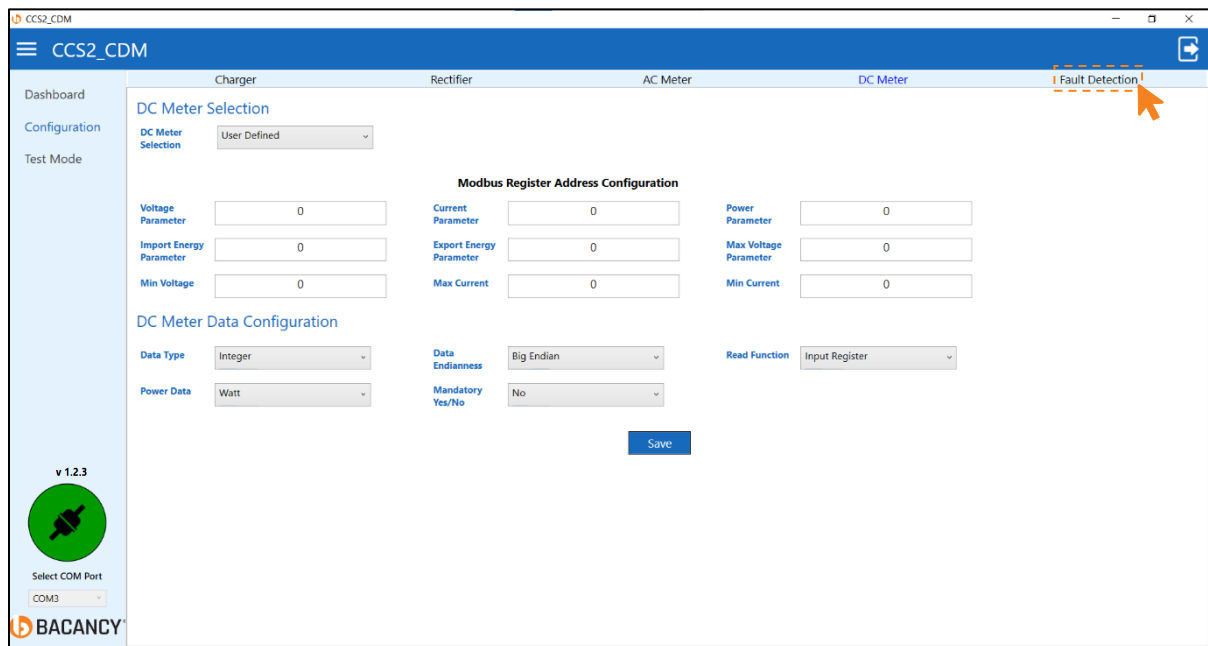 CCS2_CDM
CCS2_CDM
Charger Rectifier AC Meter DC Meter Fault Detection
Dashboard
Configuration
Test Mode
DC Meter Selection
DC Meter
Selection
User Defined
Modbus Register Address Configuration
Voltage
Parameter
0
Current
Parameter
0
Power
Parameter
0
Import Energy
Parameter
0
Export Energy
Parameter
0
Max Voltage
Parameter
0
Min Voltage
0
Max Current
0
Min Current
0
DC Meter Data Configuration
Data Type
Integer
Data
Endianness
Big Endian
Read Function
Input Register
Power Data
Watt
Mandatory
Yes/No
No
Save
v 1.2.3
Select COM Port
COM3
BACANCY